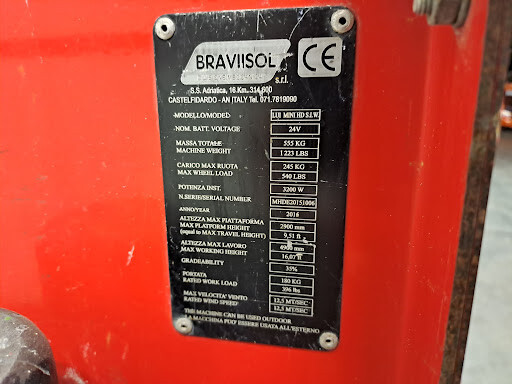 BRAVIISOL
s.r.l.
CE
S.S. Adriatica, 16 Km. 314,600
CASTELFIDARDO - AN ITALY Tel. 071.7819090
MODELLO/MODEL LUI MINI HD S.I.W.
NOM. BATT. VOLTAGE 24V
MASSA TOTALE 555 KG
MACHINE WEIGHT 1223 LBS
CARICO MAX RUOTA 245 KG
MAX WHEEL LOAD 540 LBS
POTENZA INST. 3200 W
N.SERIE/SERIAL NUMBER MHDE20151006
ANNO/YEAR 2016
ALTEZZA MAX PIATTAFORMA
MAX PLATFORM HEIGHT 2900 mm
(equal to MAX TRAVEL HEIGHT) 9,51 ft
ALTEZZA MAX LAVORO 4900 mm
MAX WORKING HEIGHT 16,07 ft
GRADEABILITY 35%
PORTATA 180 KG
RATED WORK LOAD 396 lbs
MAX VELOCITA' VENTO 12,5 MT/SEC
RATED WIND SPEED 12,5 MT/SEC
THE MACHINE CAN BE USED OUTDOOR
LA MACCHINA PUO' ESSERE USATA ALL'ESTERNO